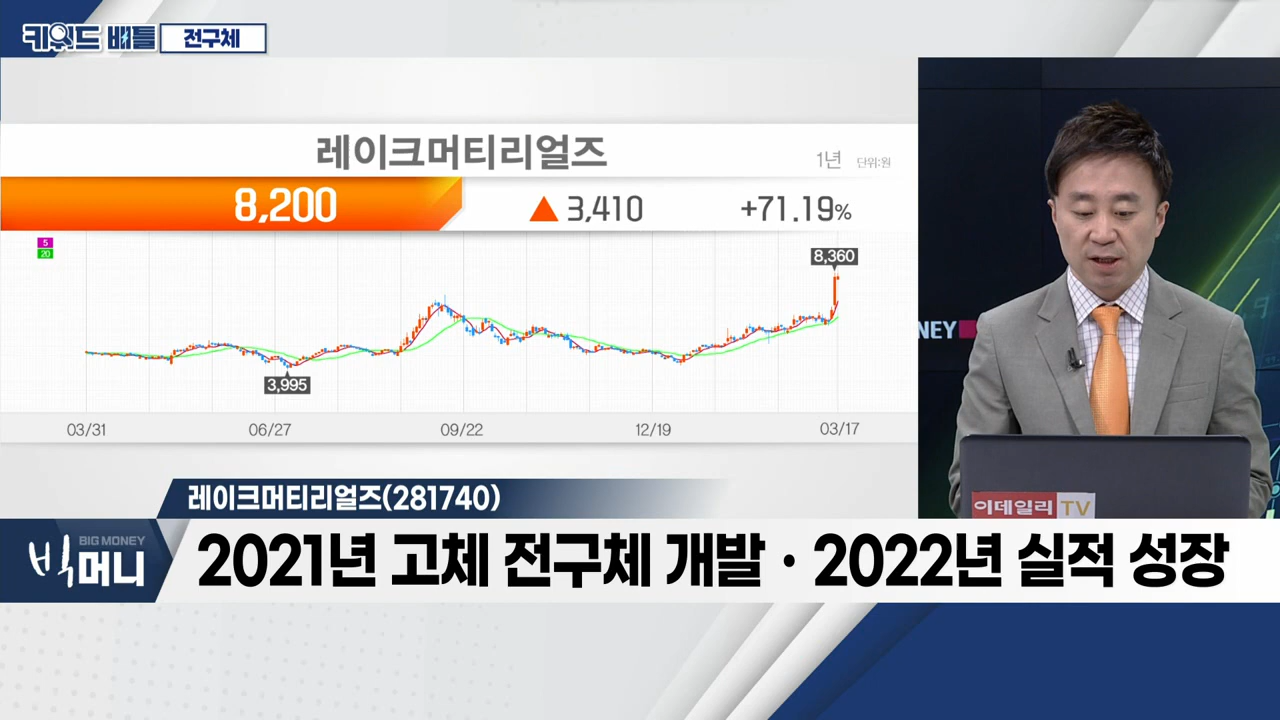 키워드 배틀 전구체
레이크머티리얼즈
1년 단위:원
8,200 ▲ 3,410 +71.19%
5
20
8,360
3,995
03/31 06/27 09/22 12/19 03/17
NEY
이데일리 TV
레이크머티리얼즈(281740)
BIG MONEY
빅머니
2021년 고체 전구체 개발 · 2022년 실적 성장